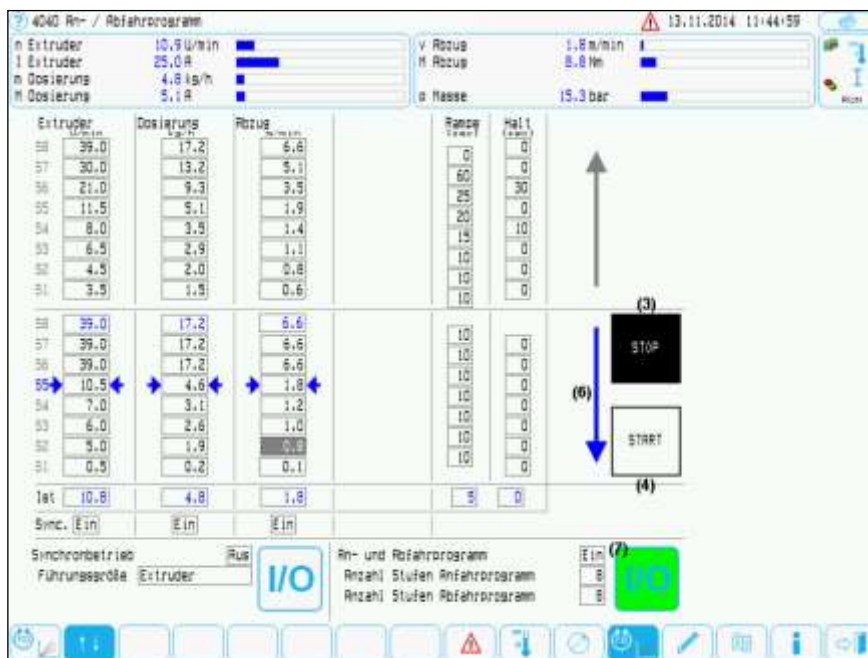 4040 An- / Abfahrprogramm 13.11.2014 11:44:59
n Extruder 10.9 U/min v Abzug 1.8 m/min
I Extruder 25.0 A M Abzug 8.8 Nm
m Dosierung 4.8 kg/h
M Dosierung 5.1 A p Masse 15.3 bar
Extruder Dosierung Abzug Rampe Halt
U/min kg/h m/min [sec] [sec]
S8 39.0 17.2 6.6 0 0
S7 30.0 13.2 5.1 60 0
S6 21.0 9.3 3.5 25 30
S5 11.5 5.1 1.9 20 0
S4 8.0 3.5 1.4 15 10
S3 6.5 2.9 1.1 10 0
S2 4.5 2.0 0.8 10 0
S1 3.5 1.5 0.6 10 0
(3)
S8 39.0 17.2 6.6 10
S7 39.0 17.2 6.6 10 0 STOP
S6 39.0 17.2 6.6 10 0
S5 10.5 4.6 1.8 10 0 (6)
S4 7.0 3.1 1.2 10 0
S3 6.0 2.6 1.0 10 0
S2 5.0 1.9 10 0 START
S1 0.5 0.2 0.1 0
(4)
Ist 10.8 4.8 1.8 5 0
Sync. Ein Ein Ein
Synchronbetrieb Aus An- und Abfahrprogramm Ein (7)
Führungsgröße Extruder I/O Anzahl Stufen Anfahrprogramm 8 I/O
Anzahl Stufen Abfahrprogramm 8